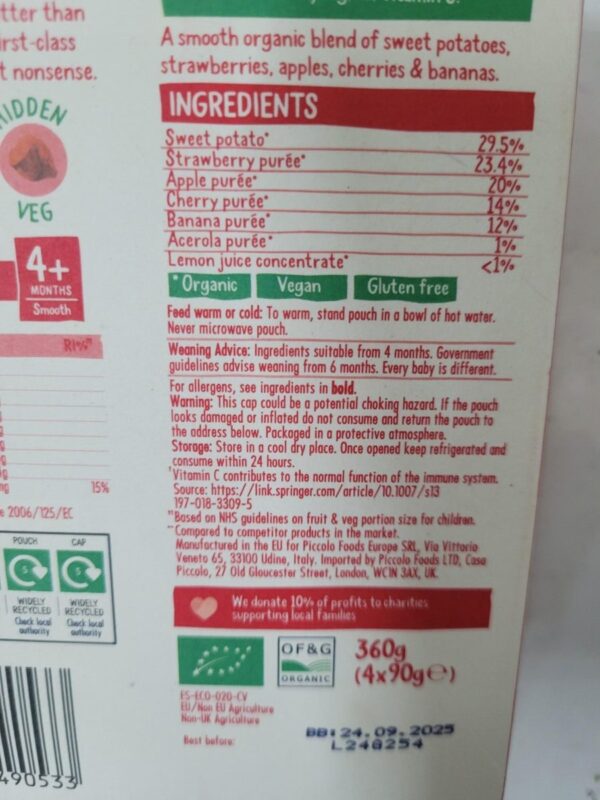 tter than
irst-class
t nonsense.
HIDDEN
VEG
4+
MONTHS
Smooth
RI%
15%
2006/125/EC
POUCH CAP
WIDELY RECYCLED WIDELY RECYCLED
Check local authority Check local authority
490533
A smooth organic blend of sweet potatoes,
strawberries, apples, cherries & bananas.
INGREDIENTS
Sweet potato* 29.5%
Strawberry purée* 23.4%
Apple purée* 20%
Cherry purée* 14%
Banana purée* 12%
Acerola purée* 1%
Lemon juice concentrate* <1%
*Organic Vegan Gluten free
Feed warm or cold: To warm, stand pouch in a bowl of hot water.
Never microwave pouch.
Weaning Advice: Ingredients suitable from 4 months. Government
guidelines advise weaning from 6 months. Every baby is different.
For allergens, see ingredients in bold.
Warning: This cap could be a potential choking hazard. If the pouch
looks damaged or inflated do not consume and return the pouch to
the address below. Packaged in a protective atmosphere.
Storage: Store in a cool dry place. Once opened keep refrigerated and
consume within 24 hours.
*Vitamin C contributes to the normal function of the immune system.
Source: https://link.springer.com/article/10.1007/s13
197-018-3309-5
**Based on NHS guidelines on fruit & veg portion size for children.
~Compared to competitor products in the market.
Manufactured in the EU for Piccolo Foods Europe SRL, Via Vittorio
Veneto 65, 33100 Udine, Italy. Imported by Piccolo Foods LTD, Casa
Piccolo, 27 Old Gloucester Street, London, WC1N 3AX, UK.
We donate 10% of profits to charities
supporting local families
OF&G
ORGANIC
360g
(4x90g℮)
ES-ECO-020-CV
EU/Non EU Agriculture
Non-UK Agriculture
Best before:
BB: 24.09.2025
L24